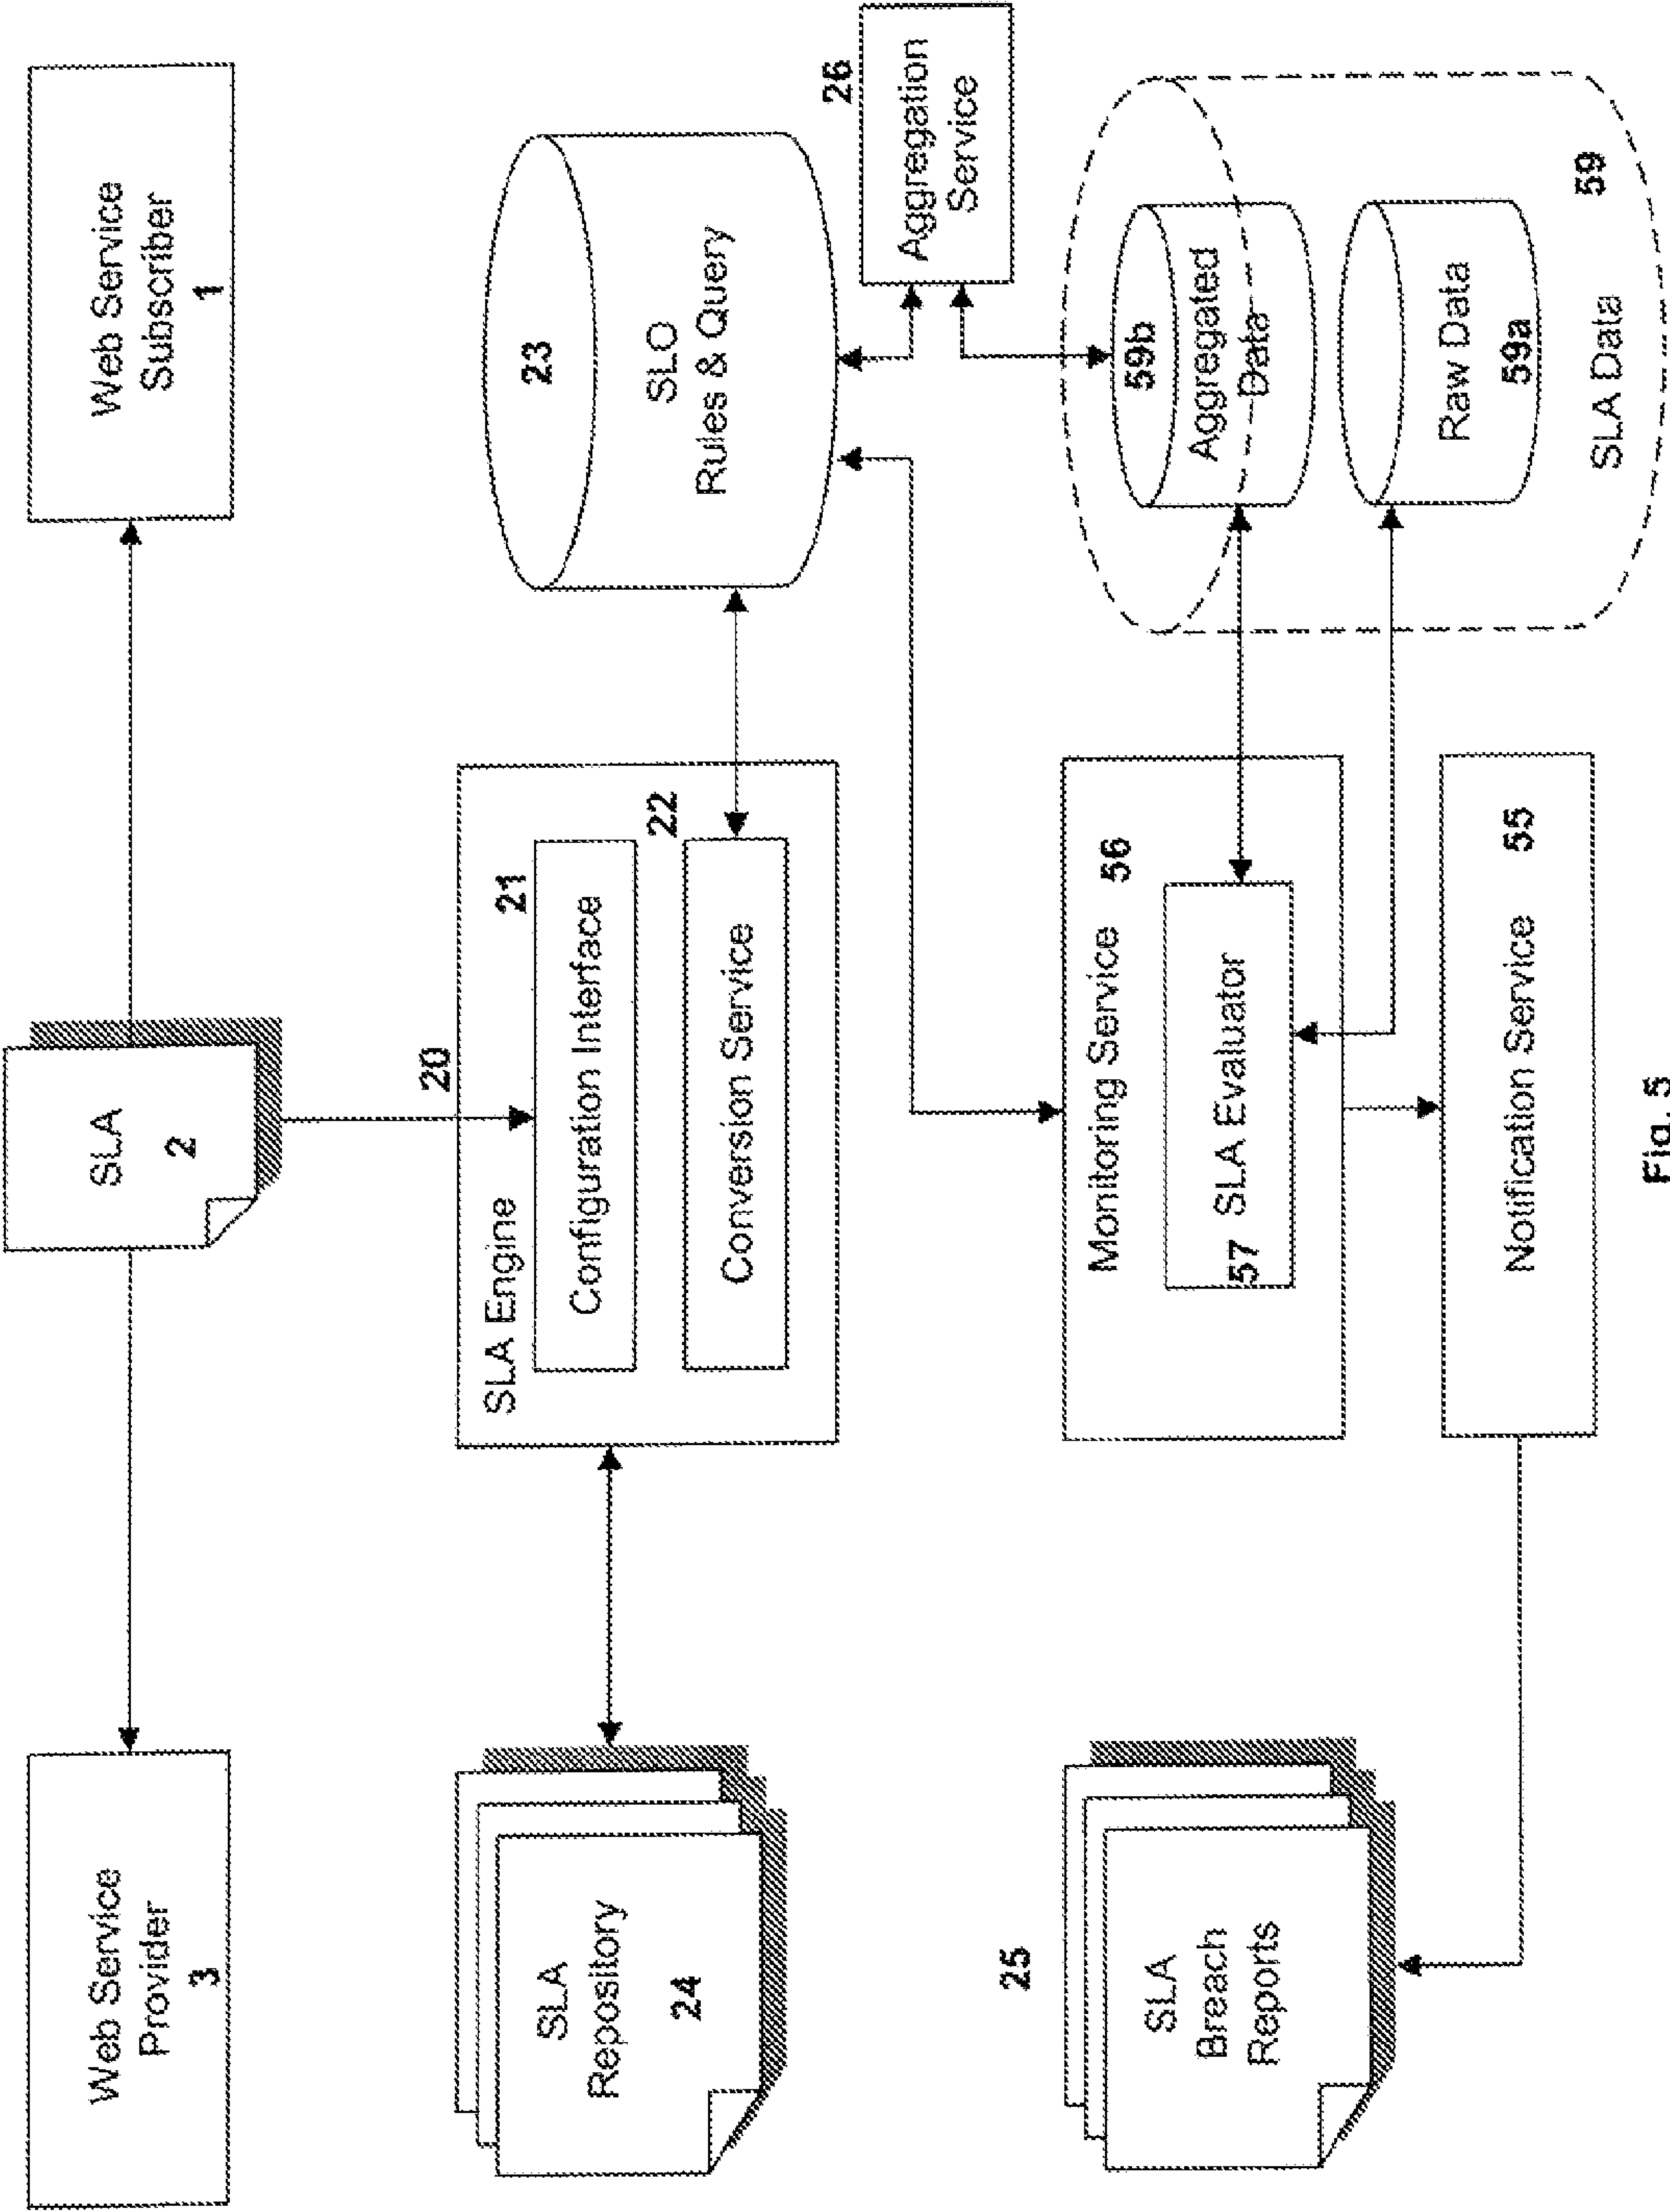 Web Service
Provider
3
SLA
2
Web Service
Subscriber
1
20
SLA Engine
21
Configuration Interface
22
Conversion Service
SLA
Repository
24
23
SLO
Rules & Query
26
Aggregation
Service
25
SLA
Breach
Reports
Monitoring Service
56
57 SLA Evaluator
Notification Service 55
59b
Aggregated
Data
Raw Data
59a
59
SLA Data
Fig. 5